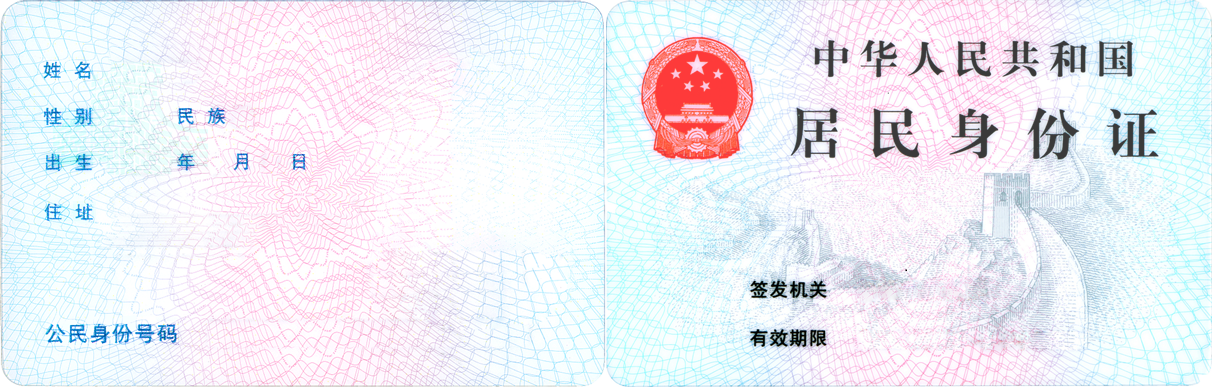 姓 名
性 别 民 族
出 生 年 月 日
住 址
公民身份号码
中华人民共和国
居民身份证
签发机关
有效期限